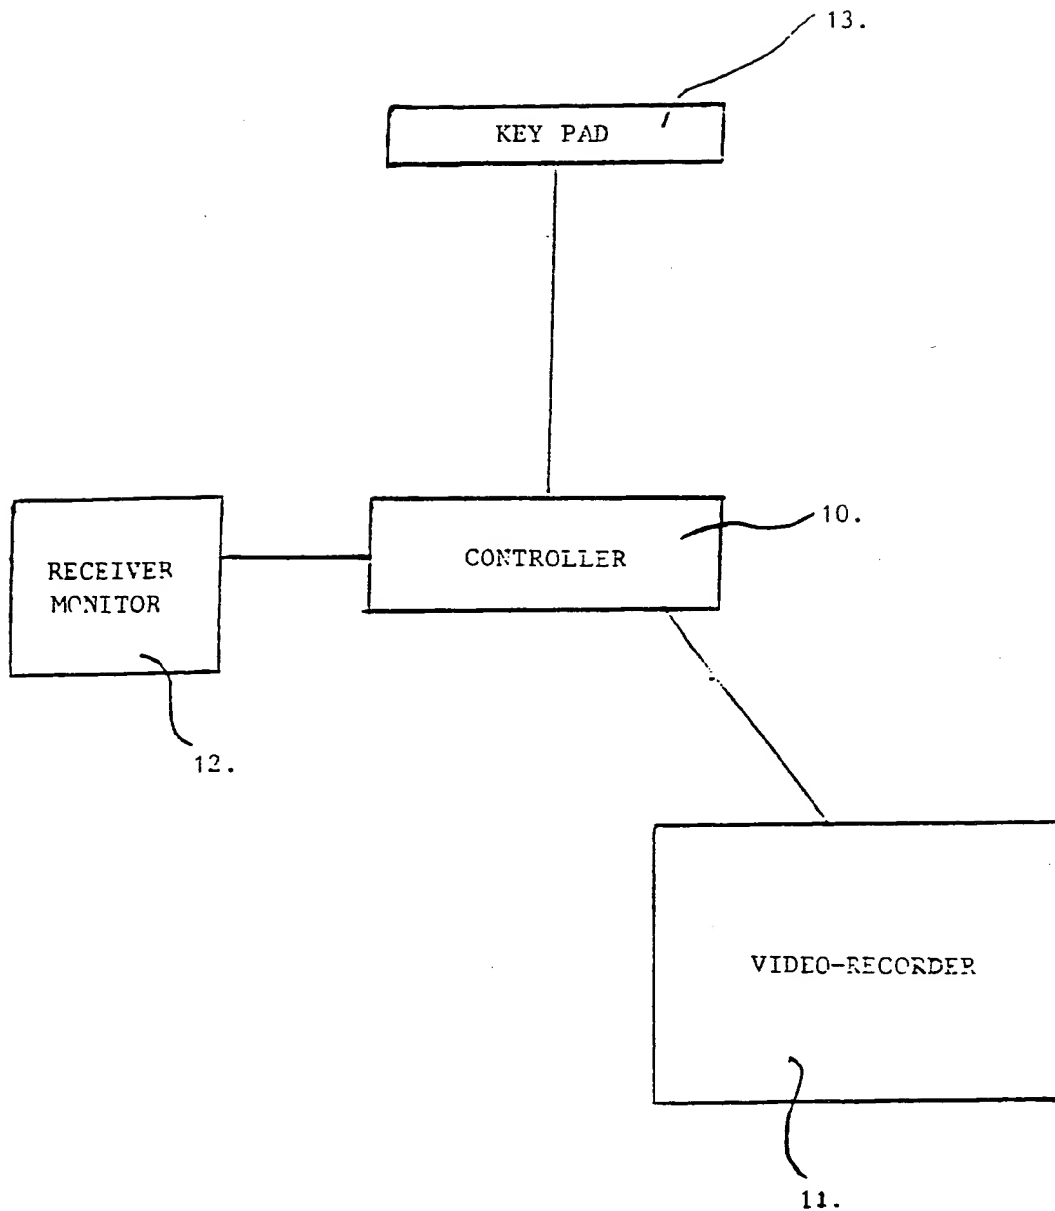 13.
KEY PAD
10.
CONTROLLER
RECEIVER
MONITOR
12.
VIDEO-RECORDER
11.